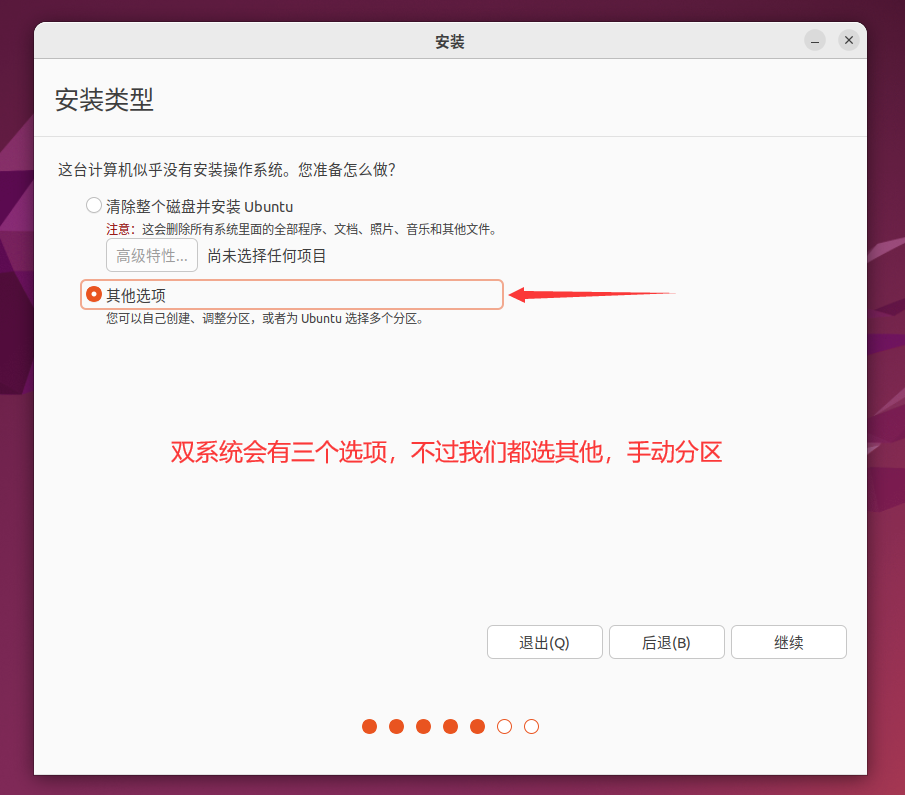 安装
安装类型
这台计算机似乎没有安装操作系统。您准备怎么做？
清除整个磁盘并安装 Ubuntu
注意：这会删除所有系统里面的全部程序、文档、照片、音乐和其他文件。
高级特性... 尚未选择任何项目
其他选项
您可以自己创建、调整分区，或者为 Ubuntu 选择多个分区。
双系统会有三个选项，不过我们都选其他，手动分区
退出(Q) 后退(B) 继续